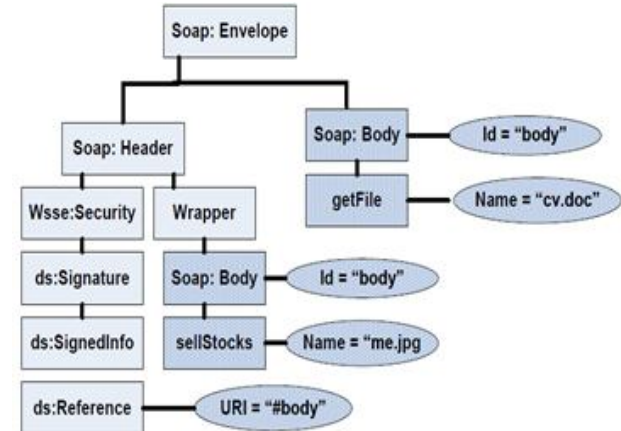 Soap: Envelope
Soap: Header
Soap: Body
Id = “body”
Wsse:Security
Wrapper
getFile
Name = “cv.doc”
ds:Signature
Soap: Body
Id = “body”
ds:SignedInfo
sellStocks
Name = “me.jpg
ds:Reference
URI = “#body”